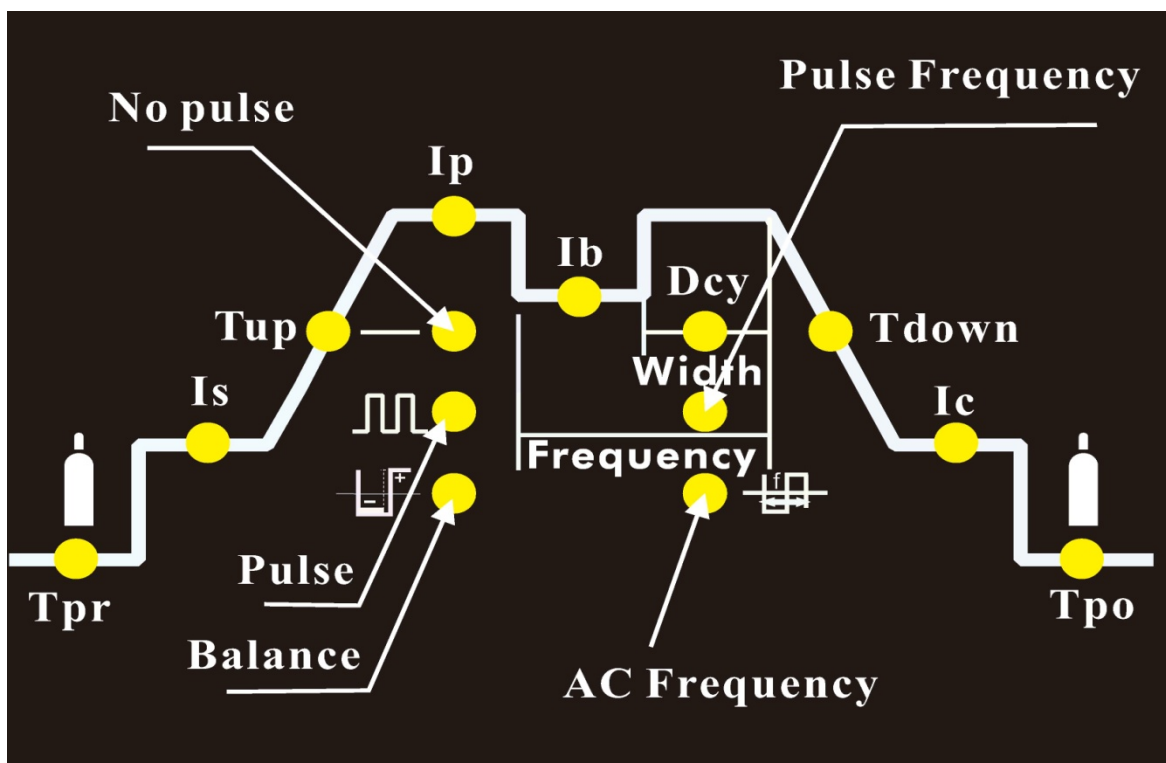 Pulse Frequency
No pulse
Ip
Ib
Dcy
Tup
Tdown
Width
Is
Ic
Frequency
+
-
f
Pulse
Tpr
Tpo
Balance
AC Frequency